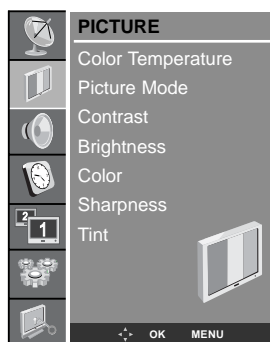 PICTURE
Color Temperature
Picture Mode
Contrast
Brightness
Color
Sharpness
Tint
2
1
OK MENU